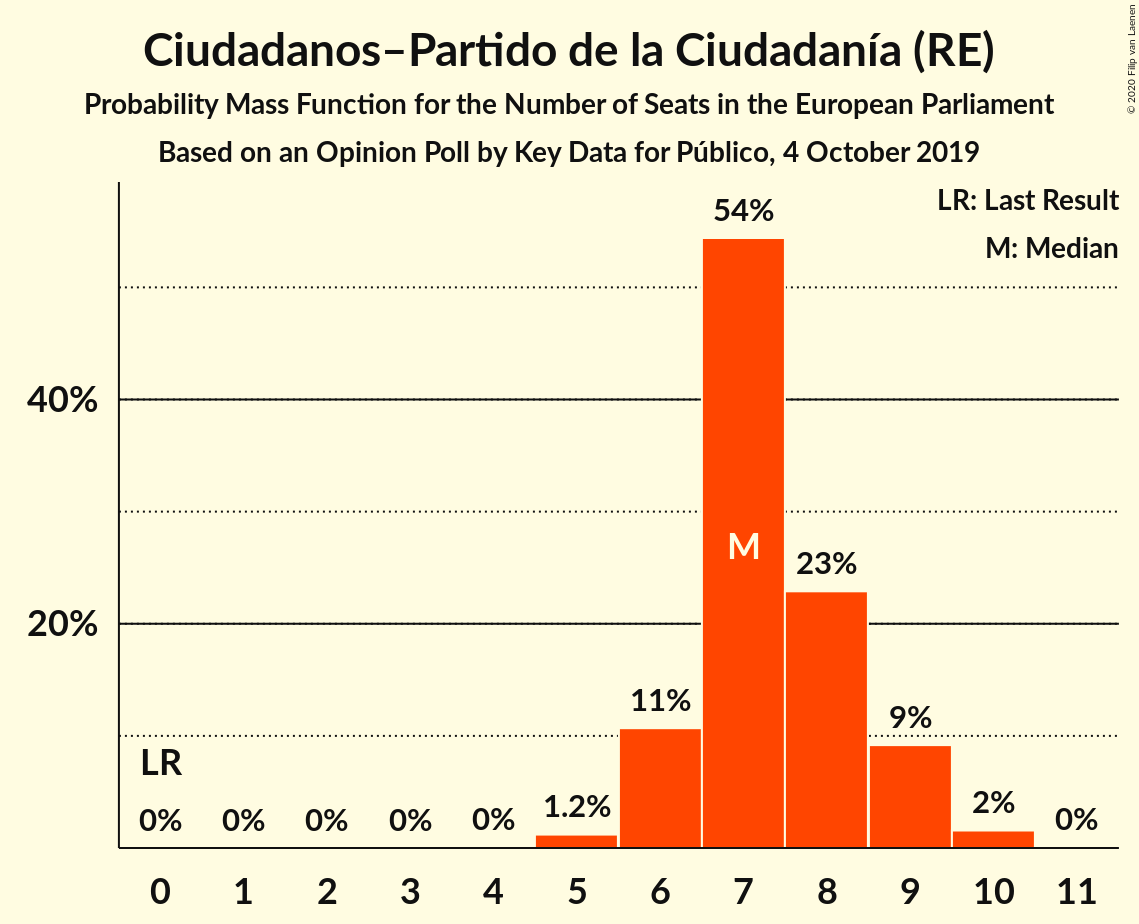 Ciudadanos–Partido de la Ciudadanía (RE)
Probability Mass Function for the Number of Seats in the European Parliament
Based on an Opinion Poll by Key Data for Público, 4 October 2019
© 2020 Filip van Laenen
LR: Last Result
M: Median
54%
40%
M
23%
20%
11%
9%
LR
0% 0% 0% 0% 0% 1.2% 2% 0%
0 1 2 3 4 5 6 7 8 9 10 11